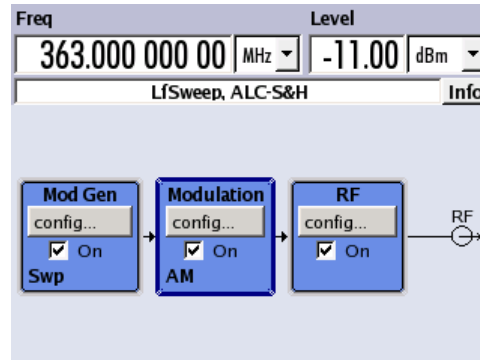 Freq Level
363.000 000 00 MHz -11.00 dBm
LfSweep, ALC-S&H Info
Mod Gen Modulation RF
config... config... config... RF
On On On
Swp AM